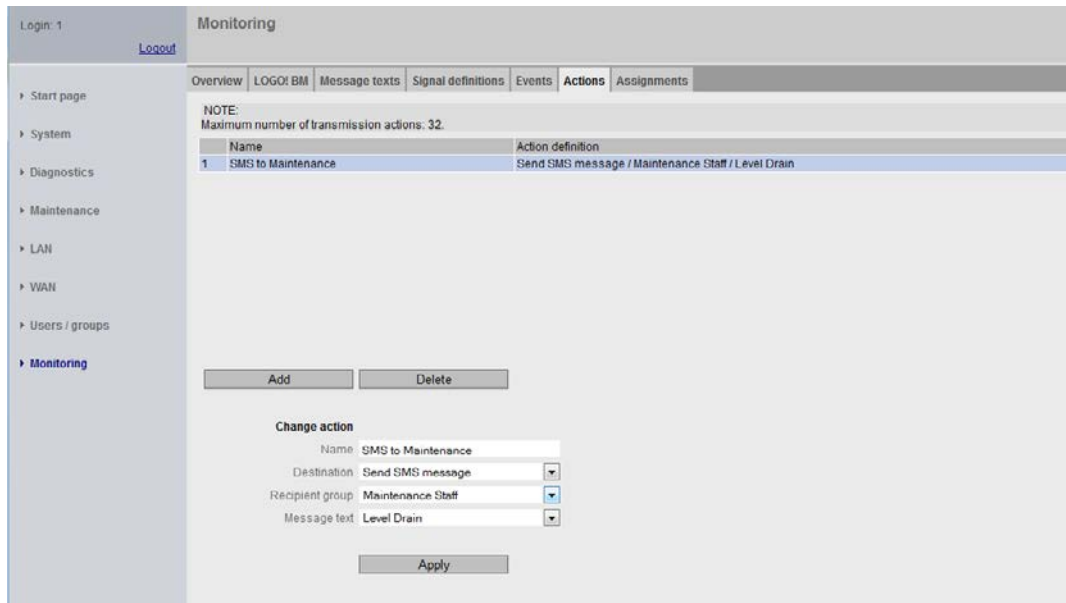 Login: 1
Logout
Monitoring
Overview LOGO! BM Message texts Signal definitions Events Actions Assignments
Start page
System
Diagnostics
Maintenance
LAN
WAN
Users / groups
Monitoring
NOTE:
Maximum number of transmission actions: 32.
Name Action definition
1 SMS to Maintenance Send SMS message / Maintenance Staff / Level Drain
Add Delete
Change action
Name SMS to Maintenance
Destination Send SMS message
Recipient group Maintenance Staff
Message text Level Drain
Apply